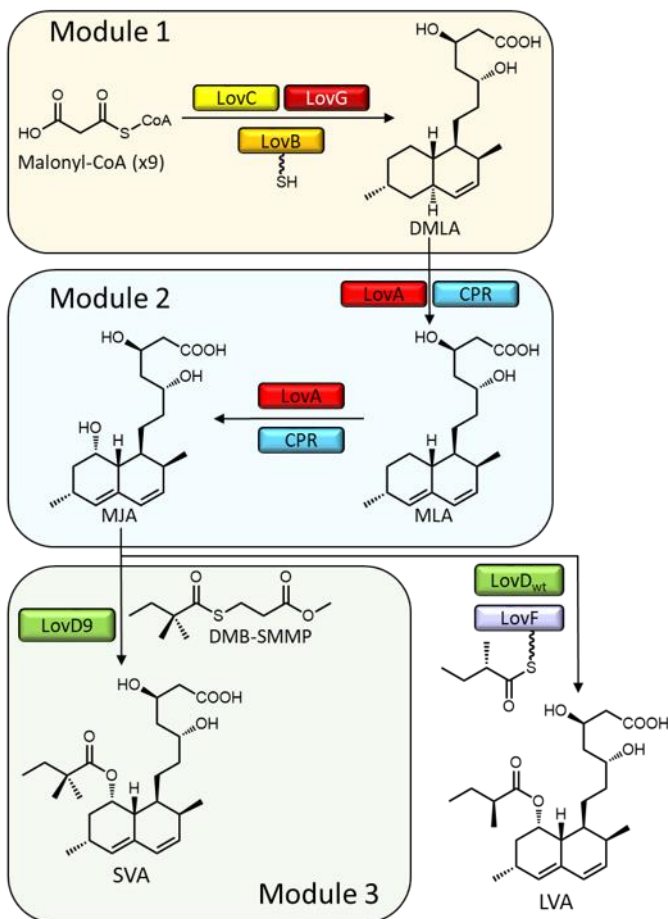 Module 1
HO
COOH
OH
LovC
LovG
O
O
HO
S
CoA
Malonyl-CoA (x9)
LovB
SH
H
H
DMLA
LovA
CPR
Module 2
HO
COOH
OH
HO
H
MJA
LovA
CPR
HO
COOH
OH
H
MLA
LovD9
O
S
O
O
DMB-SMMP
LovDwt
LovF
O
S
HO
COOH
OH
O
O
H
SVA
Module 3
HO
COOH
OH
O
O
H
LVA